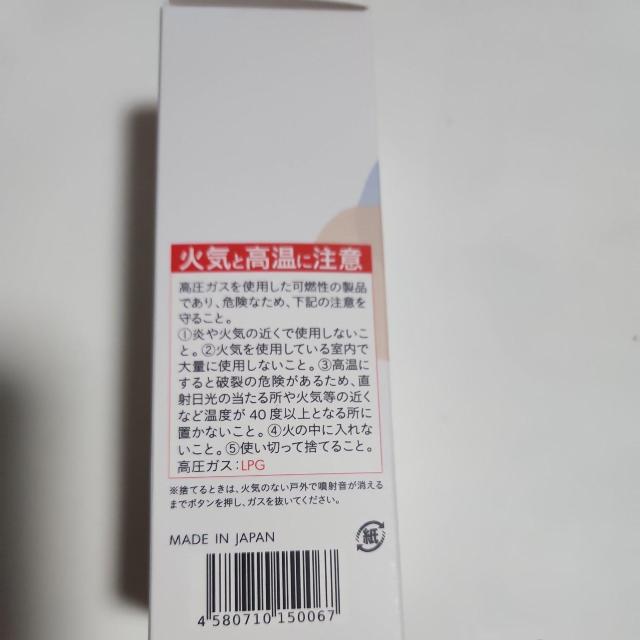 火気と高温に注意
高圧ガスを使用した可燃性の製品
であり、危険なため、下記の注意を
守ること。
①炎や火気の近くで使用しないこ
と。②火気を使用している室内で
大量に使用しないこと。③高温に
すると破裂の危険があるため、直
射日光の当たる所や火気等の近く
など温度が40度以上となる所に
置かないこと。④火の中に入れな
いこと。⑤使い切って捨てること。
高圧ガス:LPG
※捨てるときは、火気のない戸外で噴射音が消える
までボタンを押し、ガスを抜いてください。
MADE IN JAPAN
紙
4 580710 150067